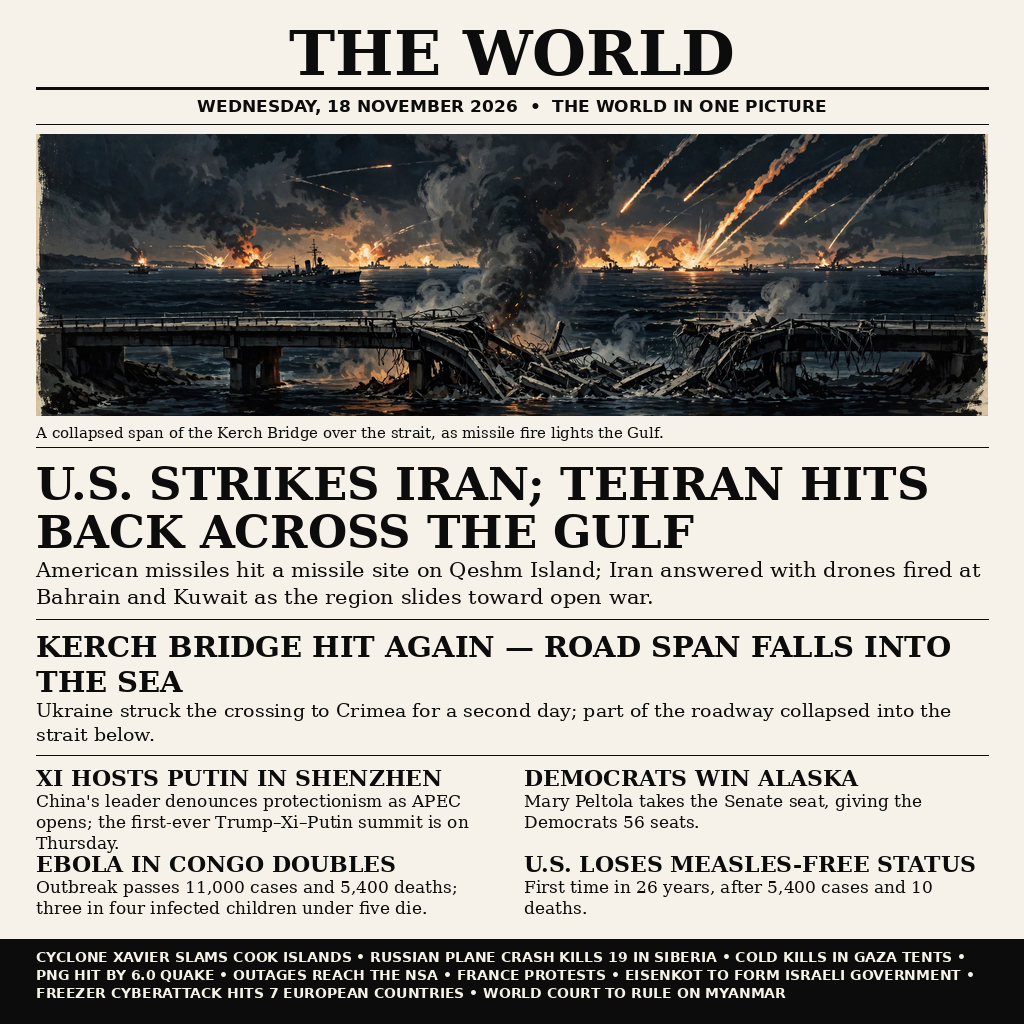 THE WORLD
WEDNESDAY, 18 NOVEMBER 2026 • THE WORLD IN ONE PICTURE
A collapsed span of the Kerch Bridge over the strait, as missile fire lights the Gulf.
U.S. STRIKES IRAN; TEHRAN HITS
BACK ACROSS THE GULF
American missiles hit a missile site on Qeshm Island; Iran answered with drones fired at
Bahrain and Kuwait as the region slides toward open war.
KERCH BRIDGE HIT AGAIN — ROAD SPAN FALLS INTO
THE SEA
Ukraine struck the crossing to Crimea for a second day; part of the roadway collapsed into the
strait below.
XI HOSTS PUTIN IN SHENZHEN
China's leader denounces protectionism as APEC
opens; the first-ever Trump–Xi–Putin summit is on
Thursday.
DEMOCRATS WIN ALASKA
Mary Peltola takes the Senate seat, giving the
Democrats 56 seats.
EBOLA IN CONGO DOUBLES
Outbreak passes 11,000 cases and 5,400 deaths;
three in four infected children under five die.
U.S. LOSES MEASLES-FREE STATUS
First time in 26 years, after 5,400 cases and 10
deaths.
CYCLONE XAVIER SLAMS COOK ISLANDS • RUSSIAN PLANE CRASH KILLS 19 IN SIBERIA • COLD KILLS IN GAZA TENTS •
PNG HIT BY 6.0 QUAKE • OUTAGES REACH THE NSA • FRANCE PROTESTS • EISENKOT TO FORM ISRAELI GOVERNMENT •
FREEZER CYBERATTACK HITS 7 EUROPEAN COUNTRIES • WORLD COURT TO RULE ON MYANMAR